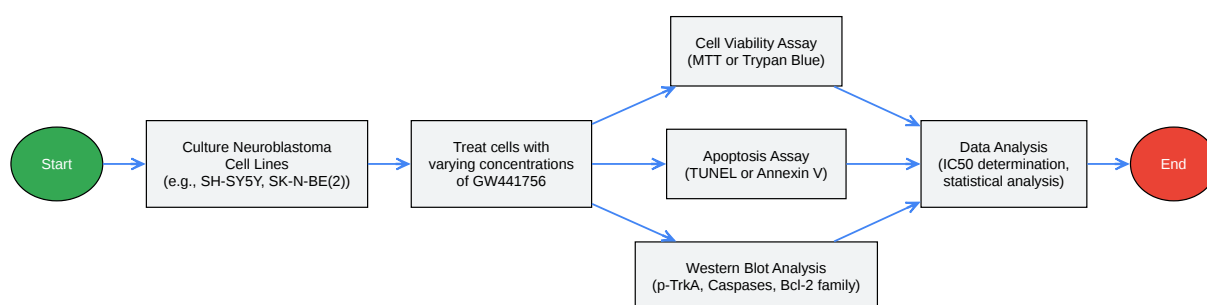 Start
Culture Neuroblastoma
Cell Lines
(e.g., SH-SY5Y, SK-N-BE(2))
Treat cells with
varying concentrations
of GW441756
Cell Viability Assay
(MTT or Trypan Blue)
Apoptosis Assay
(TUNEL or Annexin V)
Western Blot Analysis
(p-TrkA, Caspases, Bcl-2 family)
Data Analysis
(IC50 determination,
statistical analysis)
End